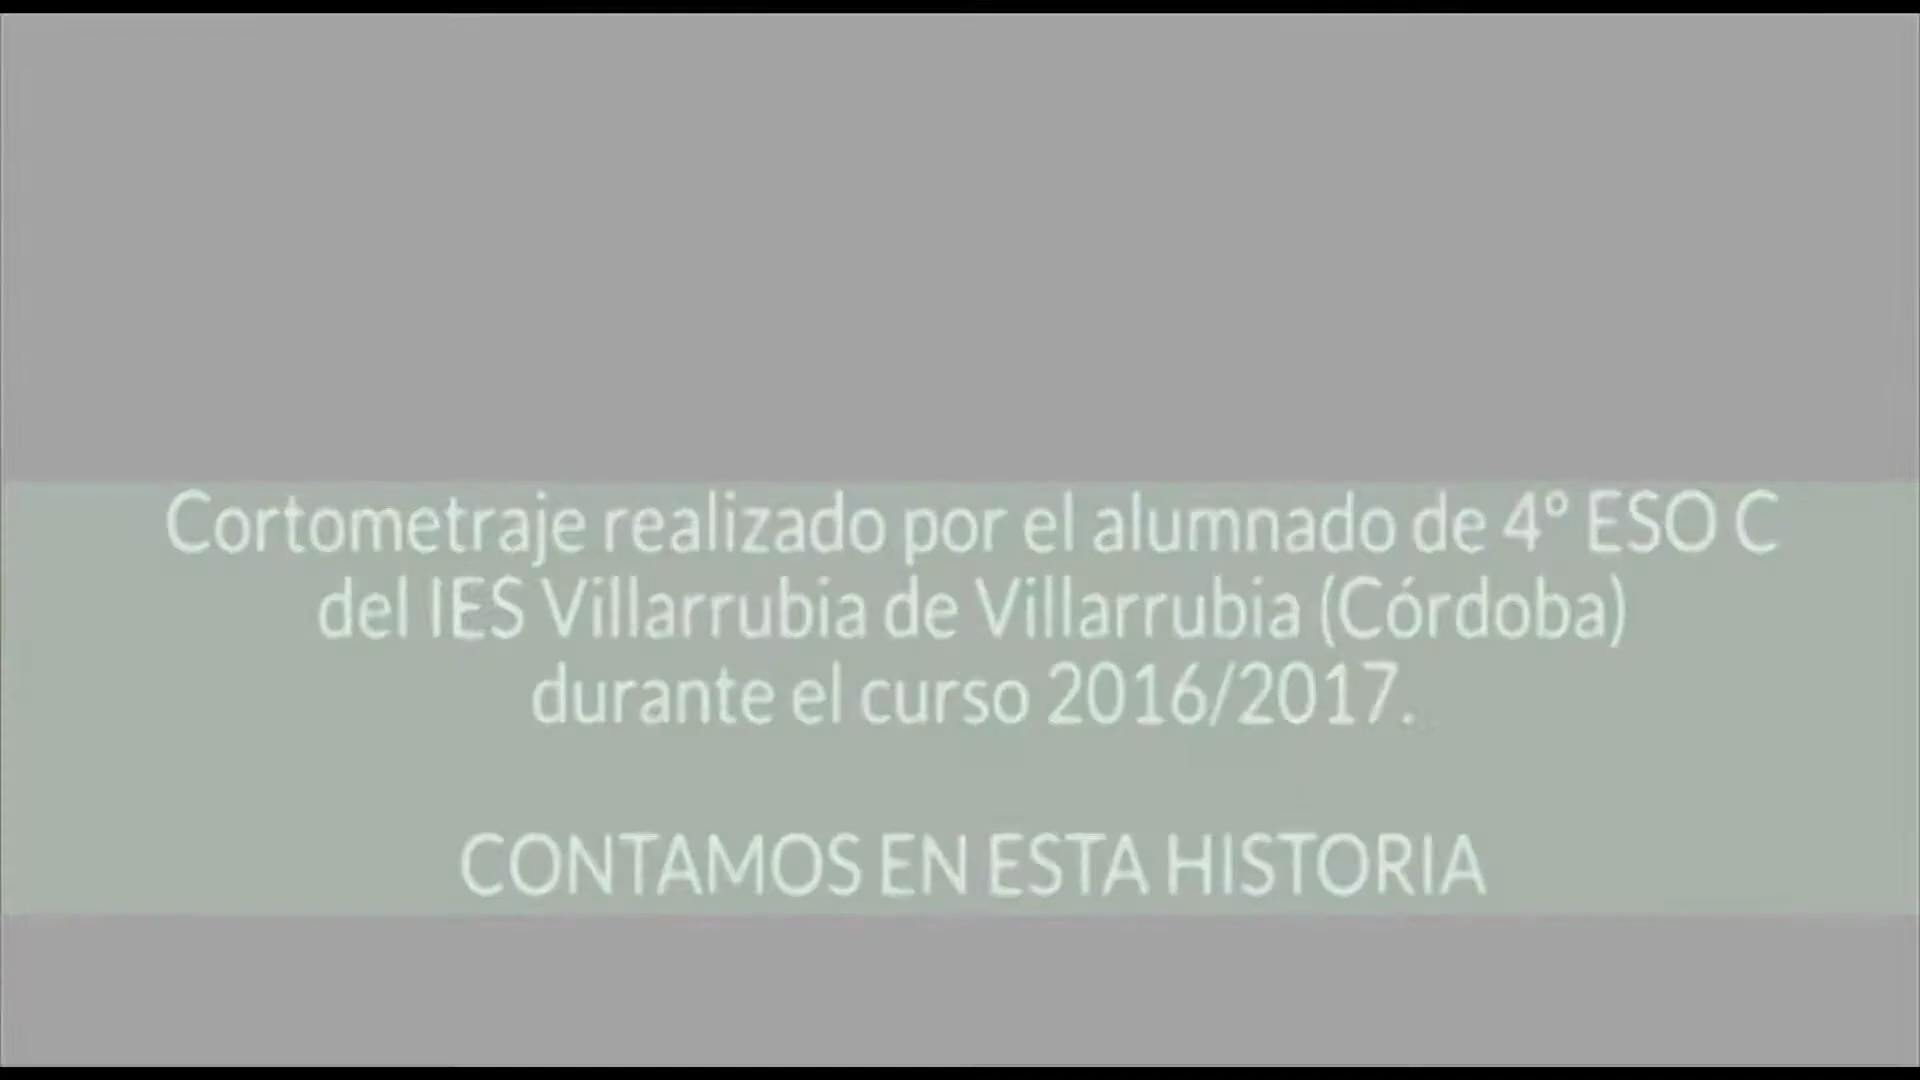 Cortometraje realizado por el alumnado de 4º ESO C
del IES Villarrubia de Villarrubia (Córdoba)
durante el curso 2016/2017.
CONTAMOS EN ESTA HISTORIA